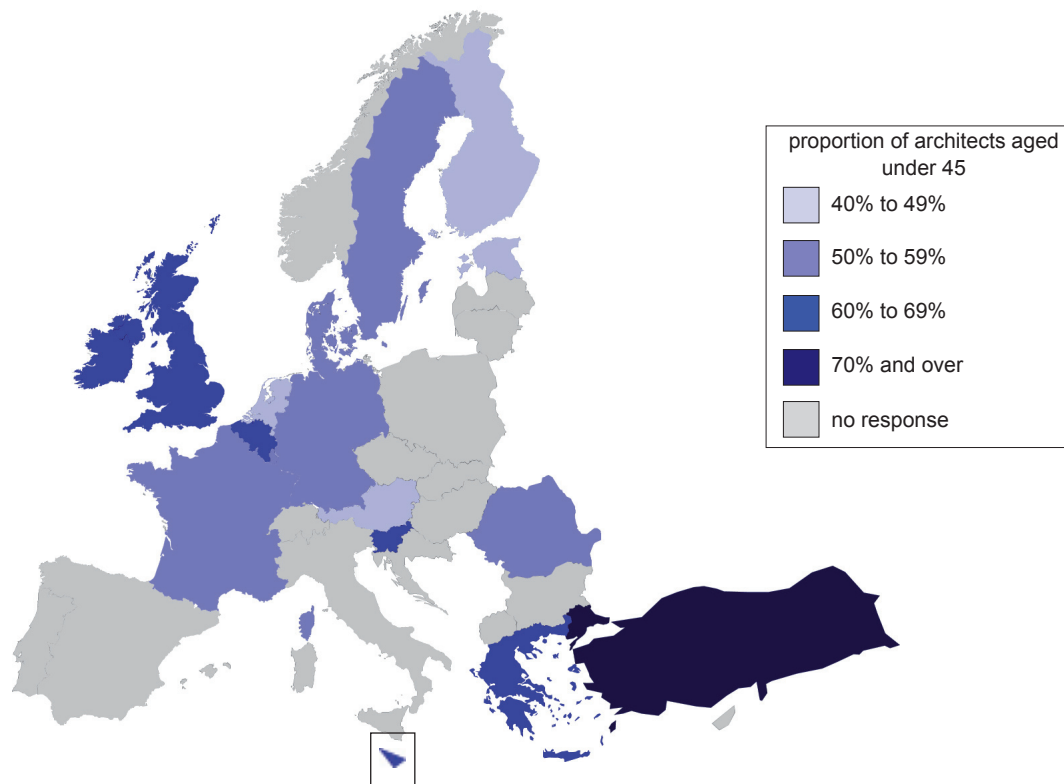 proportion of architects aged
under 45
40% to 49%
50% to 59%
60% to 69%
70% and over
no response